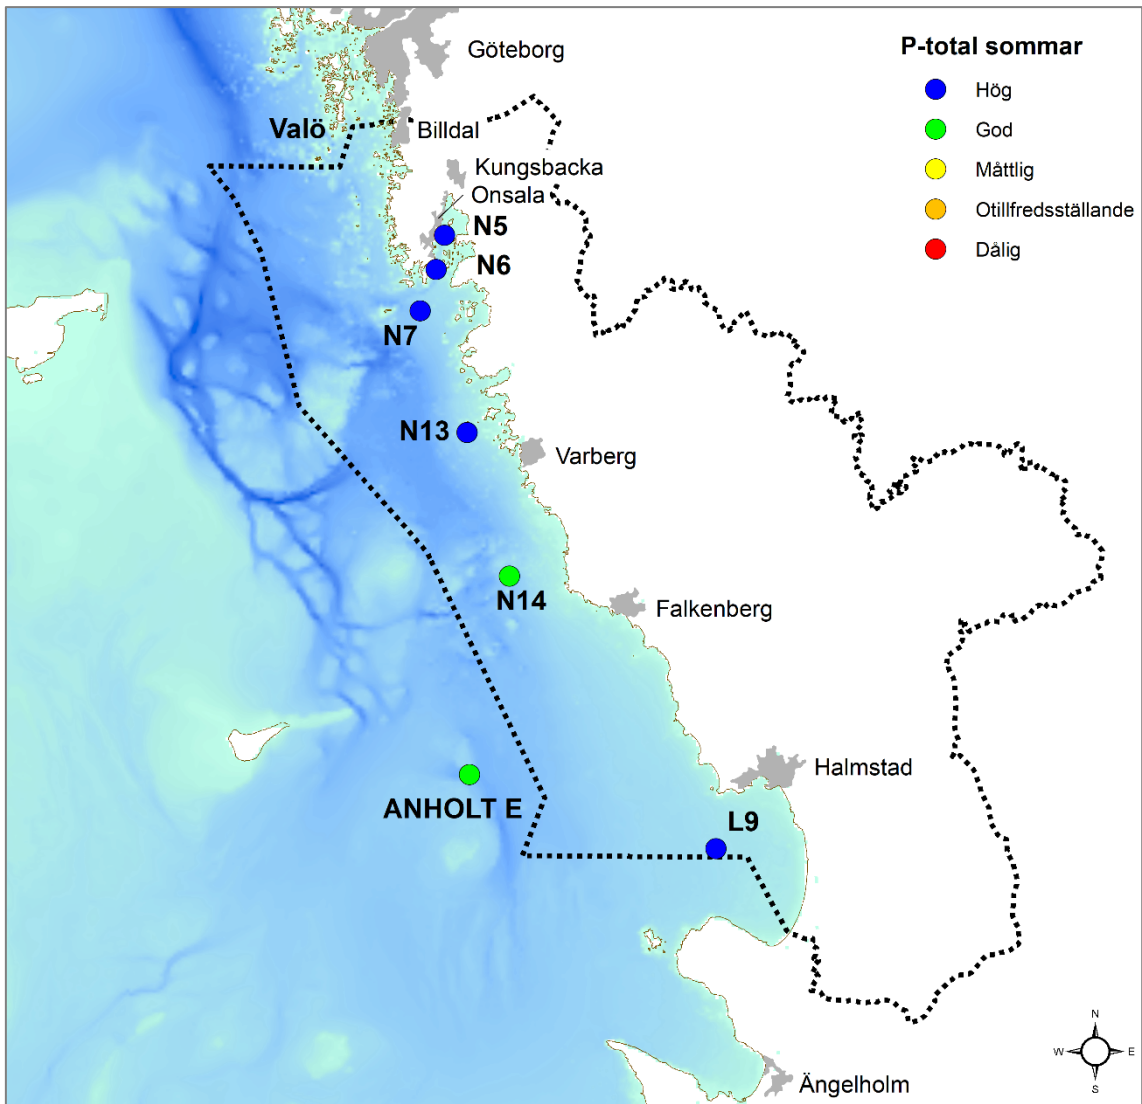 Göteborg
P-total sommar
Hög
God
Måttlig
Otillfredsställande
Dålig
Valö
Billdal
Kungsbacka
Onsala
N5
N6
N7
N13
Varberg
N14
Falkenberg
Halmstad
ANHOLT E
L9
N
W
E
S
Ängelholm